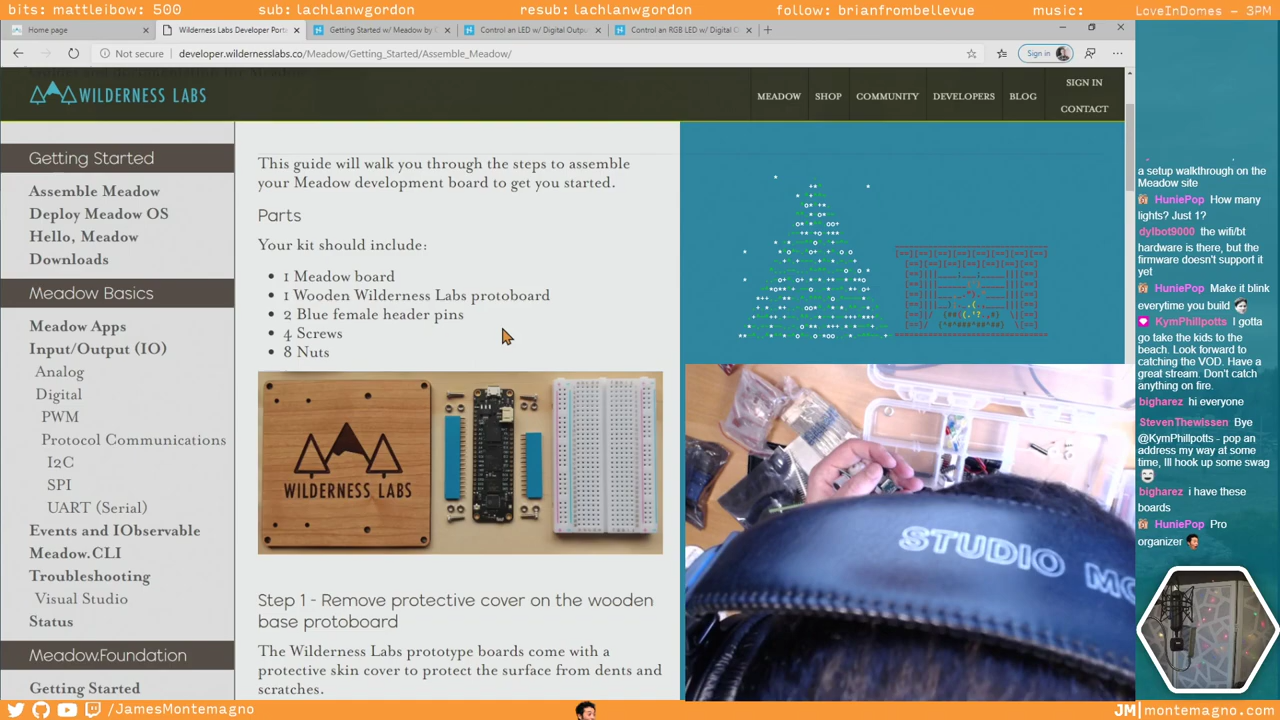 bits: mattleibow: 500
sub: lachlanwgordon
resub: lachlanwgordon
follow: brianfrombellevue
music:
LoveInDomes - 3PM
Home page
Wilderness Labs Developer Port
Getting Started w/ Meadow by
Control an LED w/ Digital Outpu
Control an RGB LED w/ Digital O
Not secure
developer.wildernesslabs.co/Meadow/Getting_Started/Assemble_Meadow/
Sign in
WILDERNESS LABS
MEADOW
SHOP
COMMUNITY
DEVELOPERS
BLOG
SIGN IN
CONTACT
Getting Started
Assemble Meadow
Deploy Meadow OS
Hello, Meadow
Downloads
Meadow Basics
Meadow Apps
Input/Output (IO)
Analog
Digital
PWM
Protocol Communications
I2C
SPI
UART (Serial)
Events and IObservable
Meadow.CLI
Troubleshooting
Visual Studio
Status
Meadow.Foundation
Getting Started
This guide will walk you through the steps to assemble
your Meadow development board to get you started.
Parts
Your kit should include:
1 Meadow board
1 Wooden Wilderness Labs protoboard
2 Blue female header pins
4 Screws
8 Nuts
WILDERNESS LABS
Step 1 - Remove protective cover on the wooden
base protoboard
The Wilderness Labs prototype boards come with a
protective skin cover to protect the surface from dents and
scratches.
STUDIO MO
a setup walkthrough on the
Meadow site
HuniePop How many
lights? Just 1?
dylbot9000 the wifi/bt
hardware is there, but the
firmware doesn't support it
yet
HuniePop Make it blink
everytime you build
KymPhillpotts I gotta
go take the kids to the
beach. Look forward to
catching the VOD. Have a
great stream. Don't catch
anything on fire.
bigharez hi everyone
StevenThewissen Bye
@KymPhillpotts - pop an
address my way at some
time, Ill hook up some swag
bigharez i have these
boards
HuniePop Pro
organizer
/JamesMontemagno
JM|montemagno.com